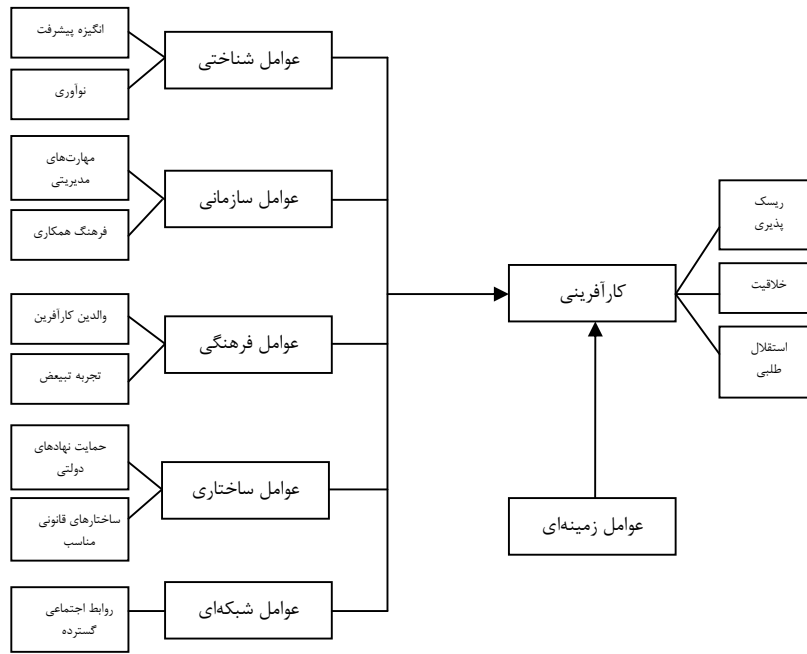 انگیزه پیشرفت
نوآوری
عوامل شناختی
مهارت‌های
مدیریتی
فرهنگ همکاری
عوامل سازمانی
والدین کارآفرین
تجربه تبیعض
عوامل فرهنگی
حمایت نهادهای
دولتی
ساختارهای قانونی
مناسب
عوامل ساختاری
روابط اجتماعی
گسترده
عوامل شبکه‌ای
کارآفرینی
عوامل زمینه‌ای
ریسک
پذیری
خلاقیت
استقلال
طلبی